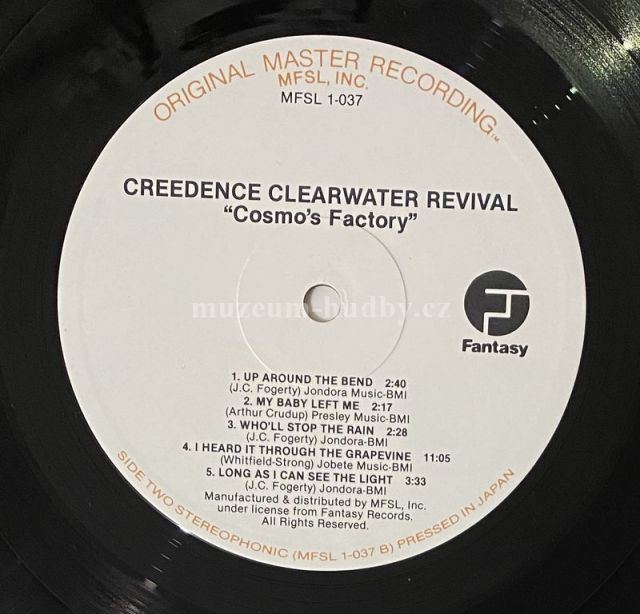 ORIGINAL MASTER RECORDING™
MFSL, INC.
MFSL 1-037
CREEDENCE CLEARWATER REVIVAL
“Cosmo’s Factory”
muzeum-hudby.cz
Fantasy
1. UP AROUND THE BEND 2:40
(J.C. Fogerty) Jondora Music-BMI
2. MY BABY LEFT ME 2:17
(Arthur Crudup) Presley Music-BMI
3. WHO'LL STOP THE RAIN 2:28
(J.C. Fogerty) Jondora-BMI
4. I HEARD IT THROUGH THE GRAPEVINE 11:05
(Whitfield-Strong) Jobete Music-BMI
5. LONG AS I CAN SEE THE LIGHT 3:33
(J.C. Fogerty) Jondora-BMI
Manufactured & distributed by MFSL, Inc.
under license from Fantasy Records.
All Rights Reserved.
SIDE TWO STEREOPHONIC (MFSL 1-037 B) PRESSED IN JAPAN